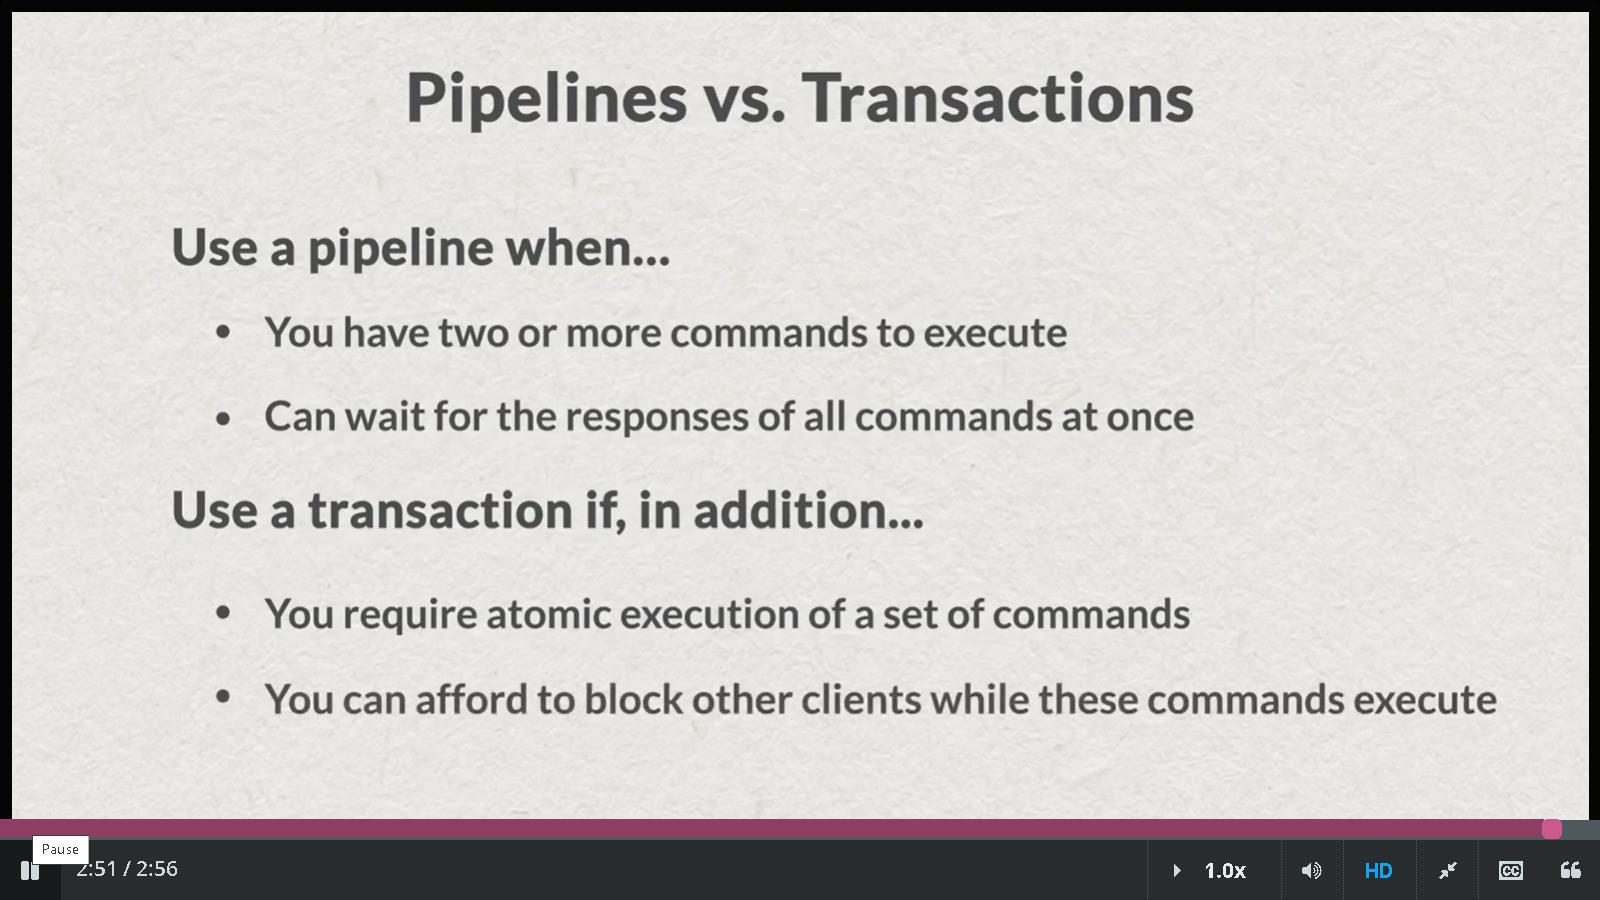 Pipelines vs. Transactions
Use a pipeline when...
• You have two or more commands to execute
• Can wait for the responses of all commands at once
Use a transaction if, in addition...
• You require atomic execution of a set of commands
• You can afford to block other clients while these commands execute
Pause
2:51 / 2:56
1.0x
HD
CC